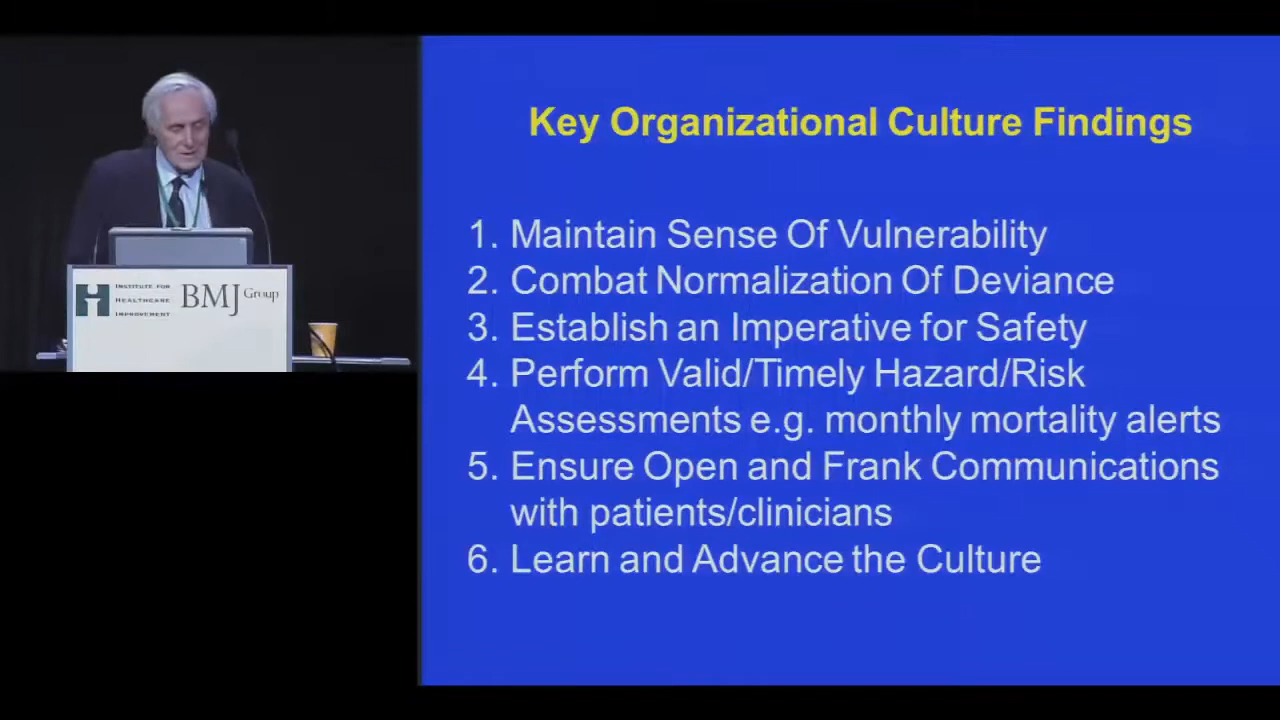 Key Organizational Culture Findings
1. Maintain Sense Of Vulnerability
2. Combat Normalization Of Deviance
3. Establish an Imperative for Safety
4. Perform Valid/Timely Hazard/Risk
Assessments e.g. monthly mortality alerts
5. Ensure Open and Frank Communications
with patients/clinicians
6. Learn and Advance the Culture
INSTITUTE FOR
HEALTHCARE
IMPROVEMENT
BMJ Group